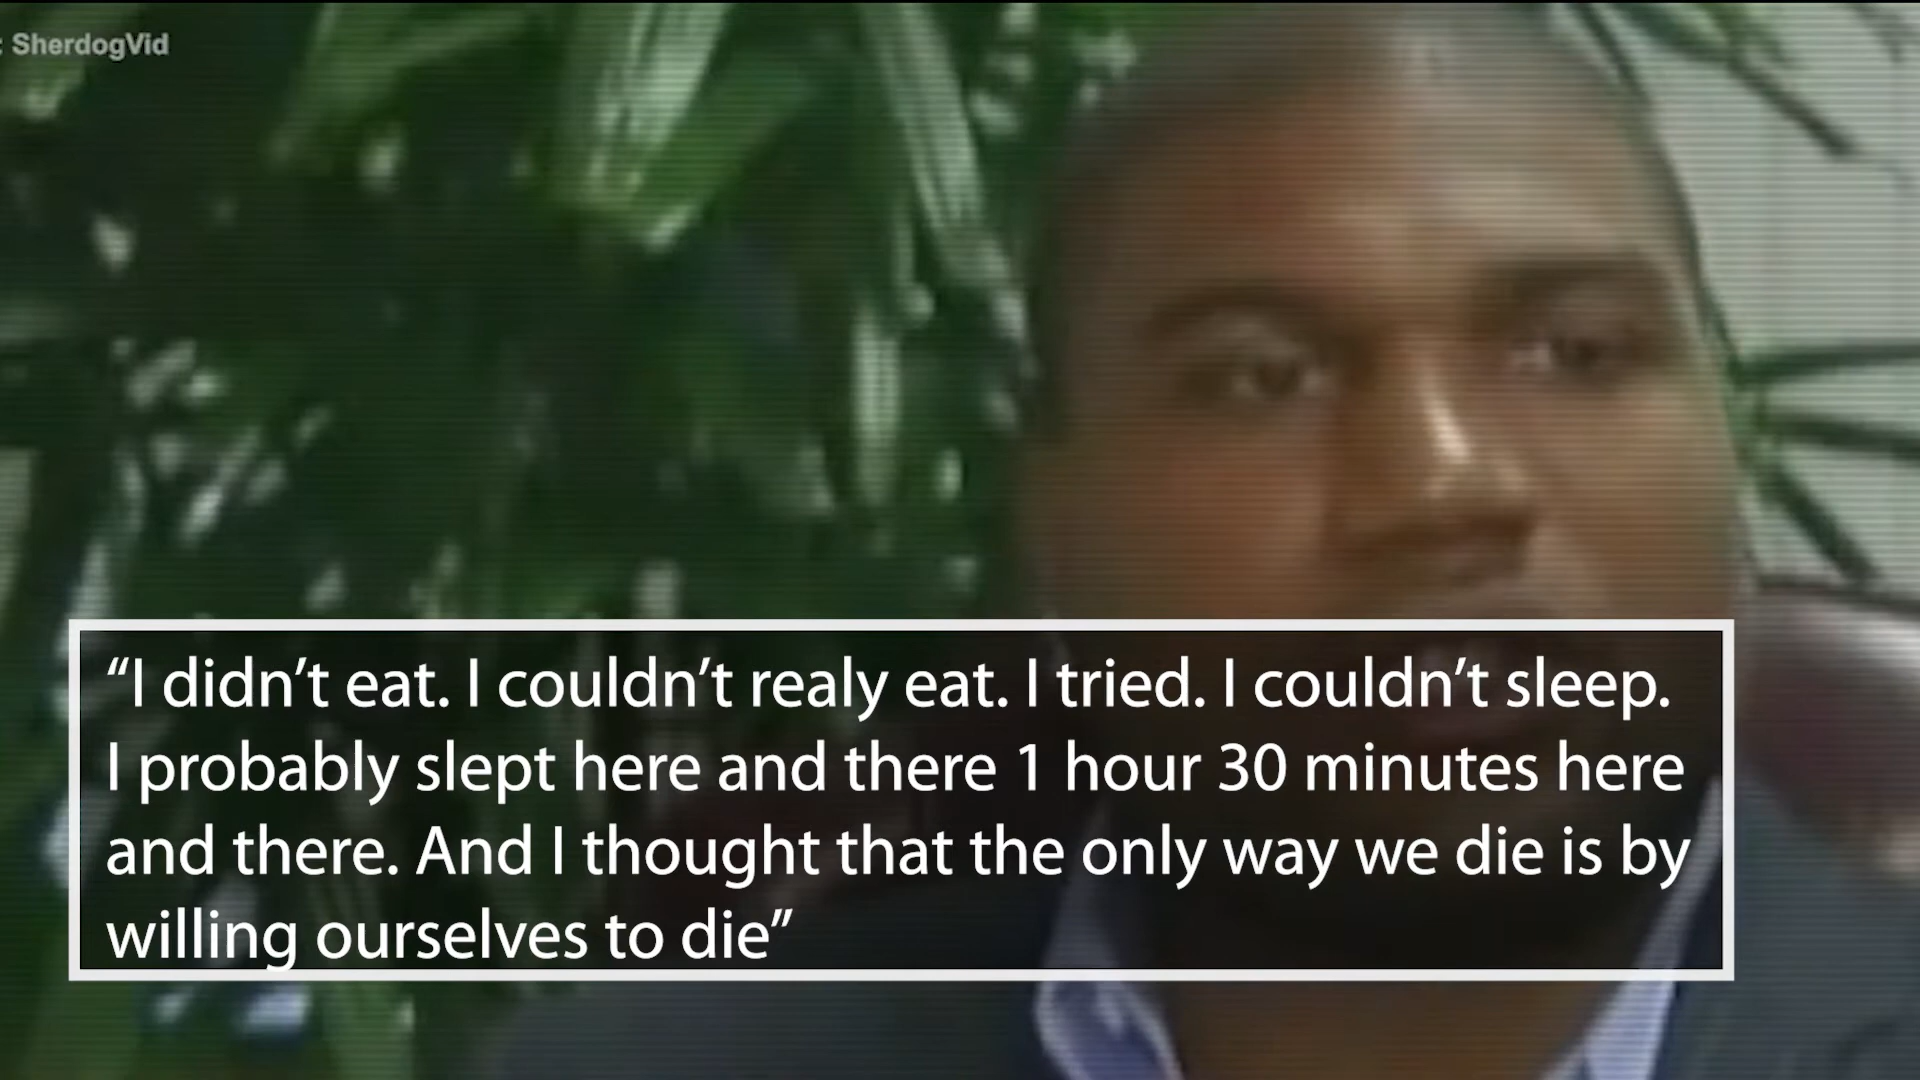 : SherdogVid
“I didn’t eat. I couldn’t realy eat. I tried. I couldn’t sleep.
I probably slept here and there 1 hour 30 minutes here
and there. And I thought that the only way we die is by
willing ourselves to die”